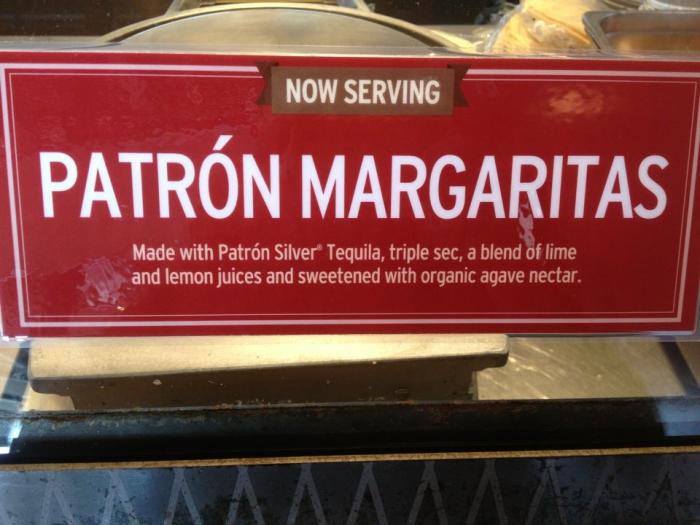 NOW SERVING
PATRÓN MARGARITAS
Made with Patrón Silver® Tequila, triple sec, a blend of lime
and lemon juices and sweetened with organic agave nectar.